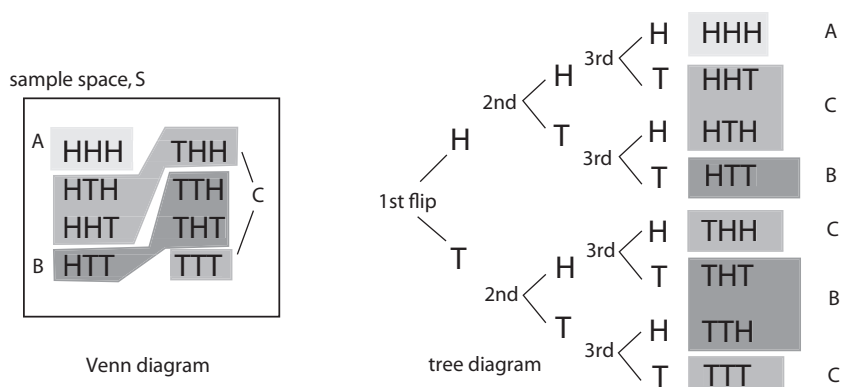 sample space, S
A
HHH THH
HTH TTH
C
HHT THT
B
HTT TTT
Venn diagram
1st flip
H
T
2nd
H
T
2nd
H
T
3rd
H HHH A
T HHT
C
3rd
H HTH
T HTT B
3rd
H THH C
T THT
B
3rd
H TTH
T TTT C
tree diagram